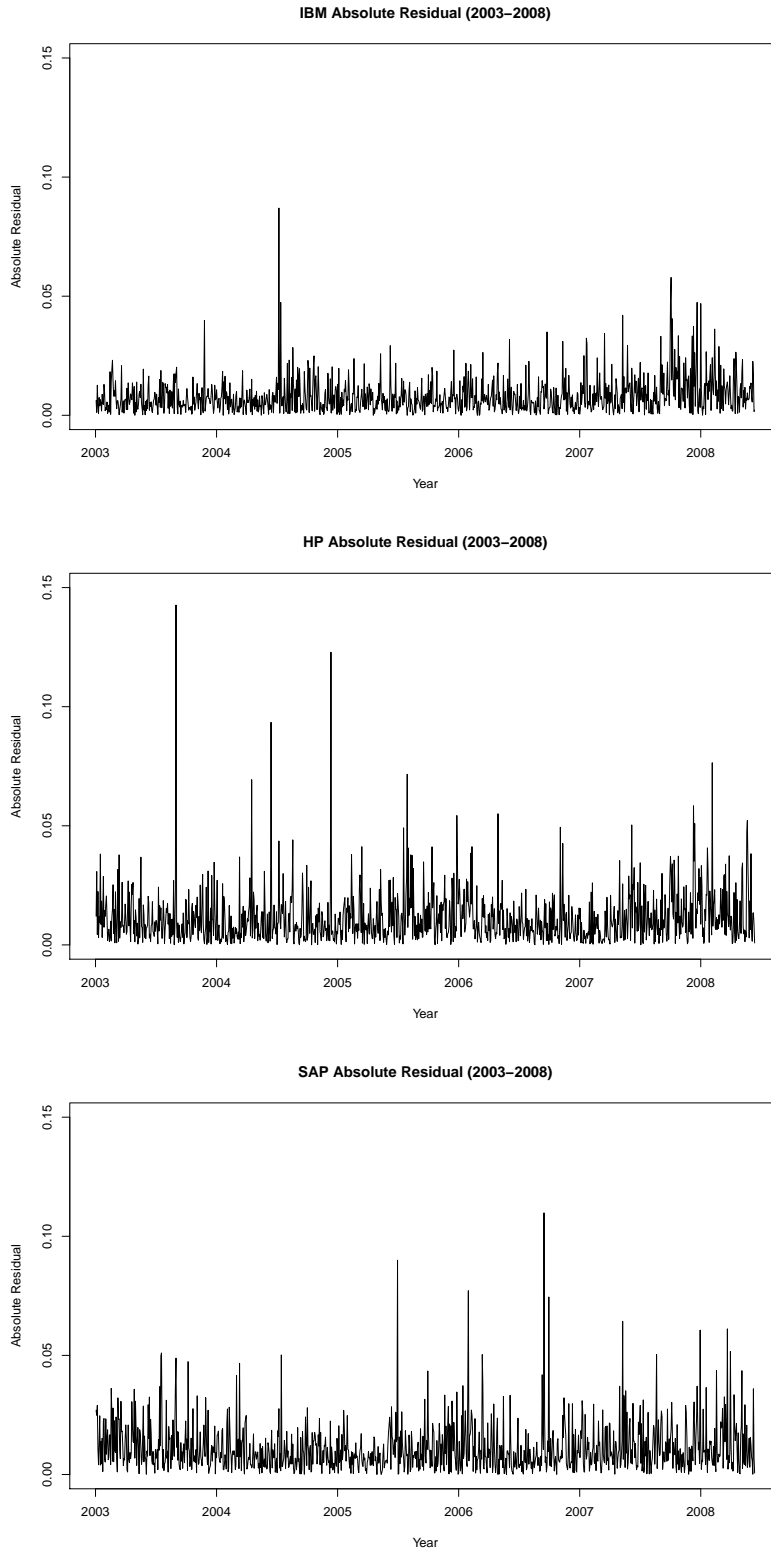 IBM Absolute Residual (2003−2008)
0.15
0.10
0.05
0.00
Absolute Residual
2003 2004 2005 2006 2007 2008
Year
HP Absolute Residual (2003−2008)
0.15
0.10
0.05
0.00
Absolute Residual
2003 2004 2005 2006 2007 2008
Year
SAP Absolute Residual (2003−2008)
0.15
0.10
0.05
0.00
Absolute Residual
2003 2004 2005 2006 2007 2008
Year